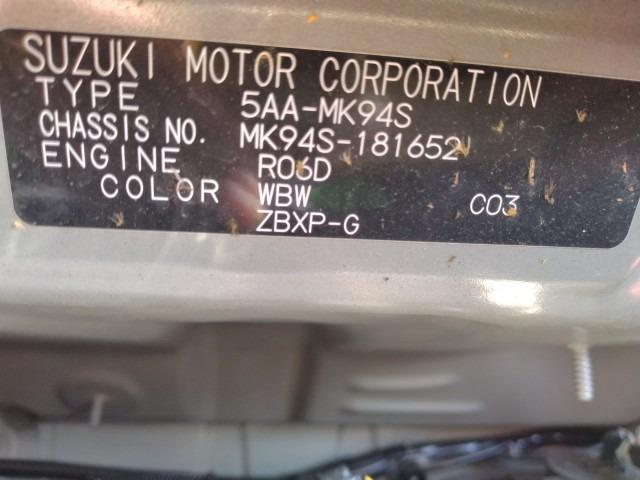 SUZUKI MOTOR CORPORATION
TYPE 5AA-MK94S
CHASSIS NO. MK94S-181652
ENGINE R06D
COLOR WBW C03
ZBXP-G